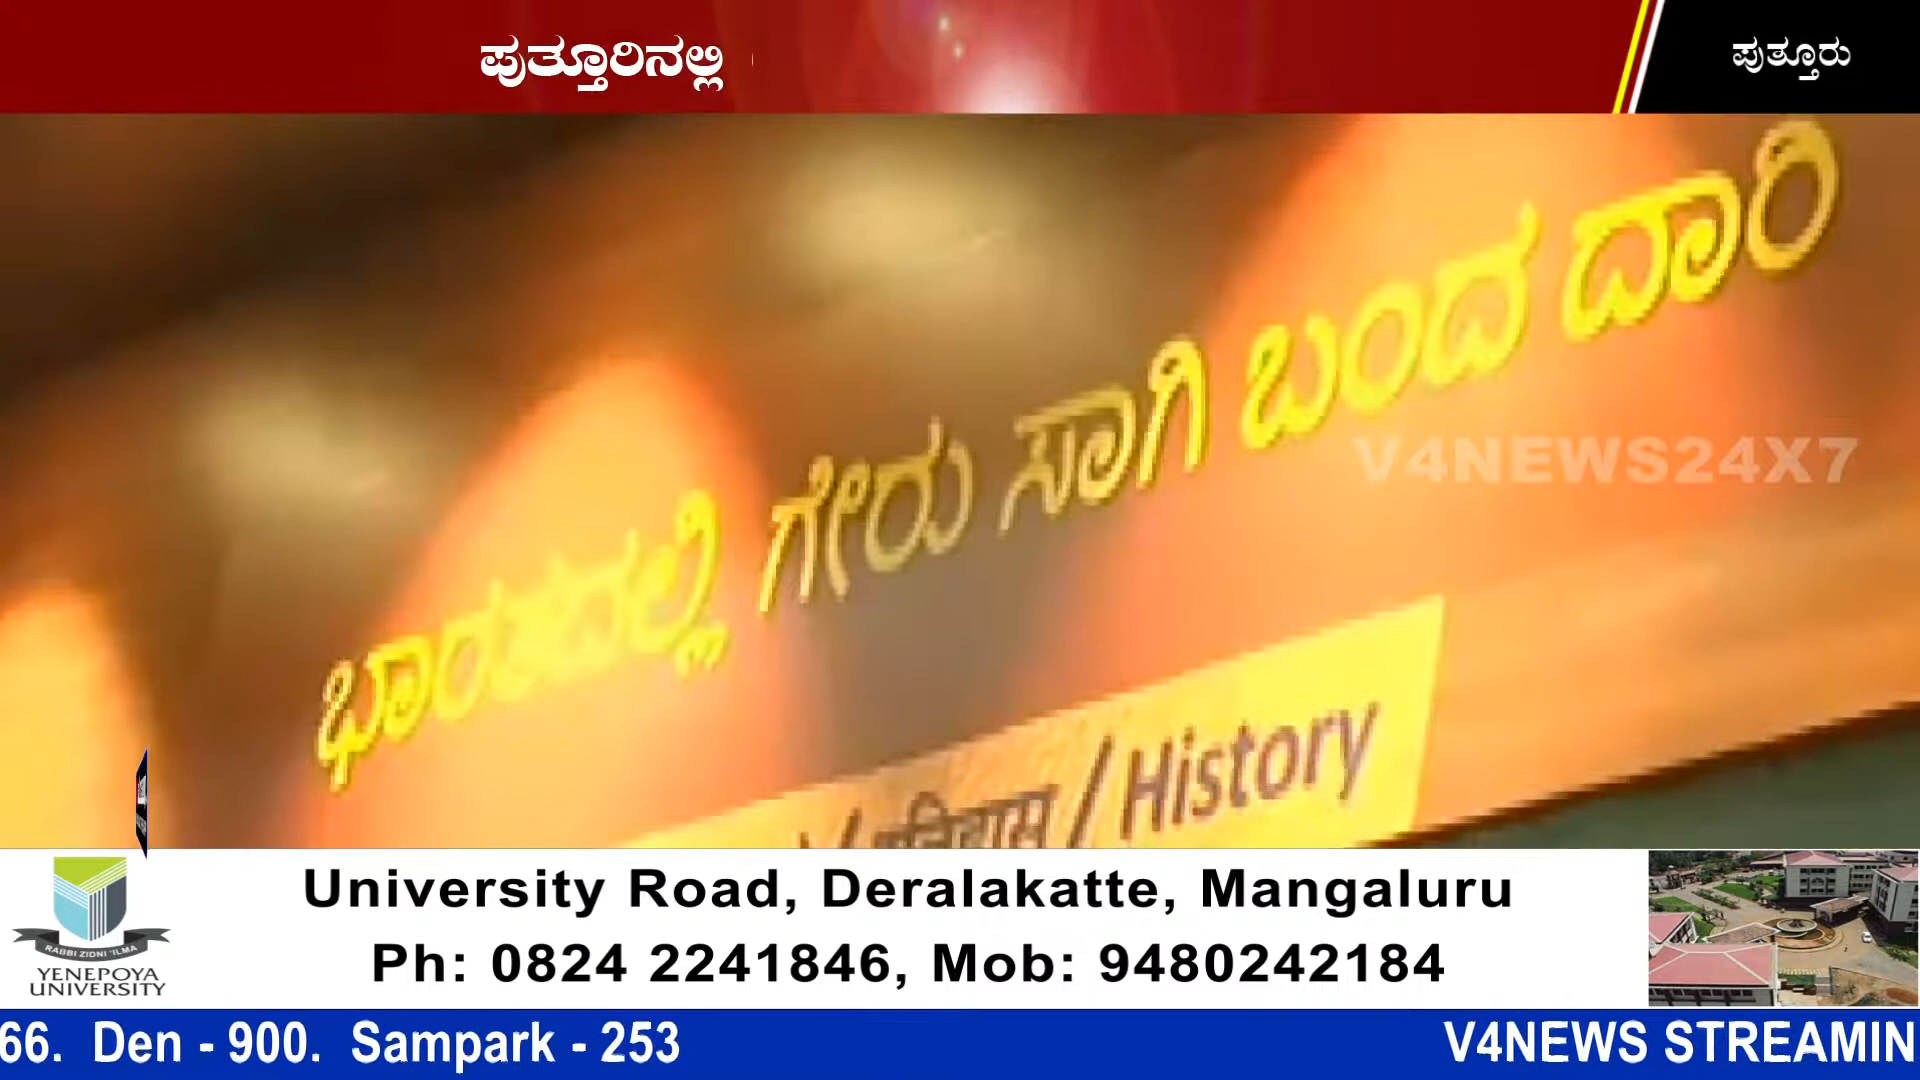 ಪುತ್ತೂರಿನಲ್ಲಿ
ಪುತ್ತೂರು
ಭಾರತದಲ್ಲಿ ಗೇರು ಸಾಗಿ ಬಂದ ದಾರಿ
V4NEWS24X7
/ History
University Road, Deralakatte, Mangaluru
Ph: 0824 2241846, Mob: 9480242184
RABBI ZIDNI 'ILMA
YENEPOYA
UNIVERSITY
66. Den - 900. Sampark - 253
V4NEWS STREAMIN